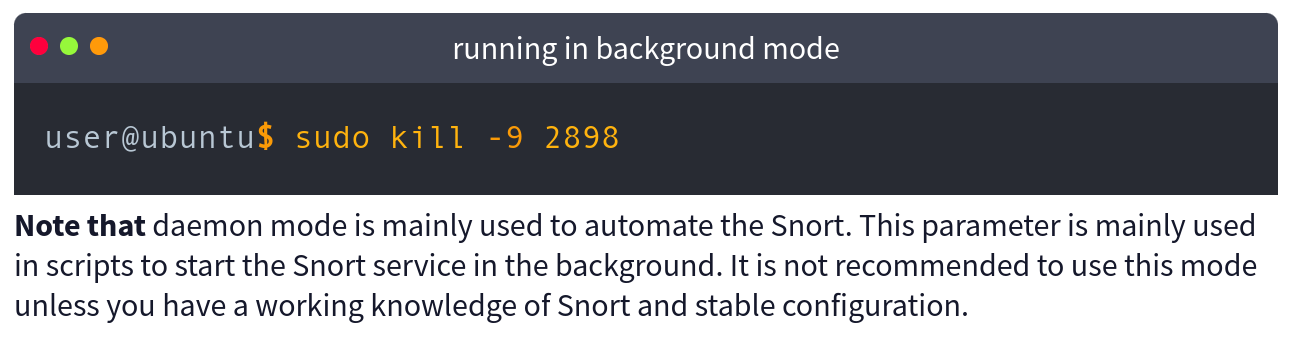 running in background mode
user@ubuntu$ sudo kill -9 2898
Note that daemon mode is mainly used to automate the Snort. This parameter is mainly used
in scripts to start the Snort service in the background. It is not recommended to use this mode
unless you have a working knowledge of Snort and stable configuration.